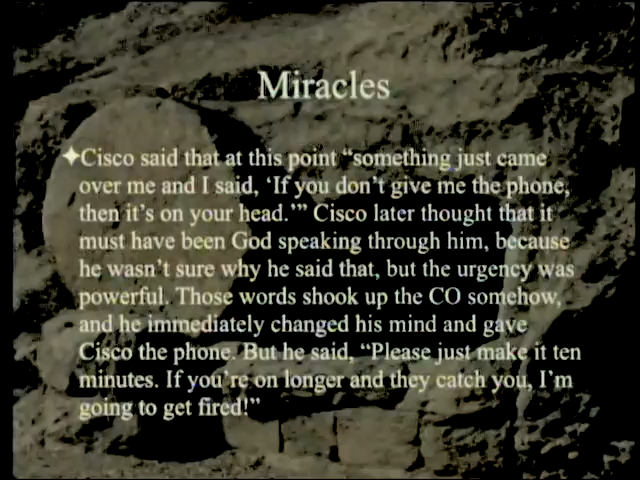 Miracles
✦Cisco said that at this point “something just came
over me and I said, ‘If you don’t give me the phone,
then it’s on your head.’” Cisco later thought that it
must have been God speaking through him, because
he wasn’t sure why he said that, but the urgency was
powerful. Those words shook up the CO somehow,
and he immediately changed his mind and gave
Cisco the phone. But he said, “Please just make it ten
minutes. If you’re on longer and they catch you, I’m
going to get fired!”